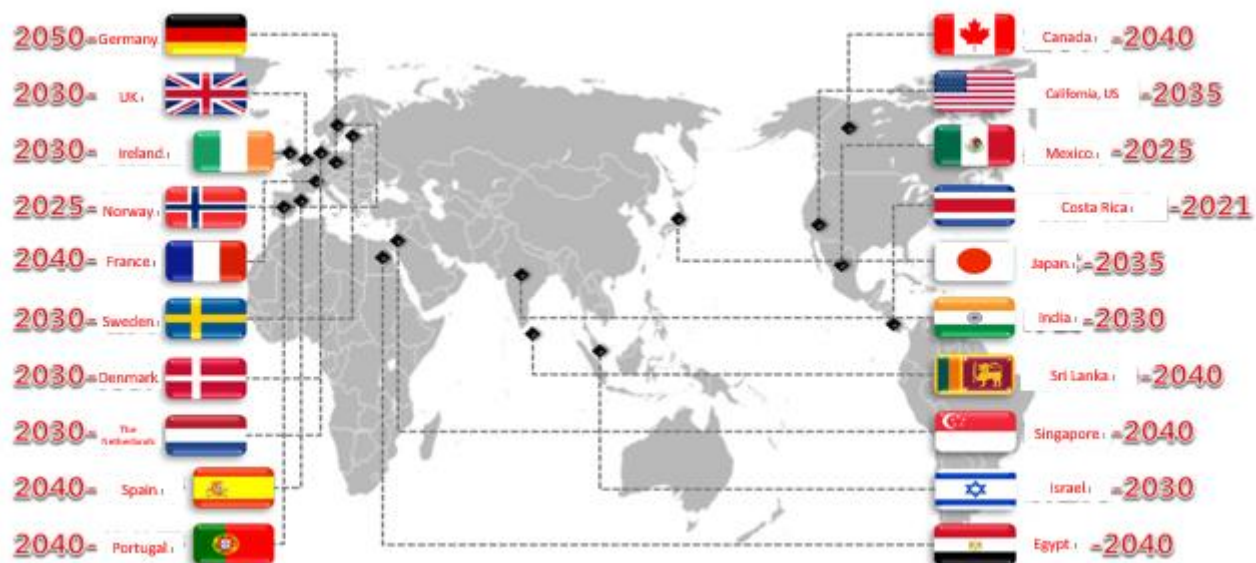 2050 Germany
2030 UK
2030 Ireland
2025 Norway
2040 France
2030 Sweden
2030 Denmark
2030 The Netherlands
2040 Spain
2040 Portugal
Canada 2040
California, US 2035
Mexico 2025
Costa Rica 2021
Japan 2035
India 2030
Sri Lanka 2040
Singapore 2040
Israel 2030
Egypt 2040